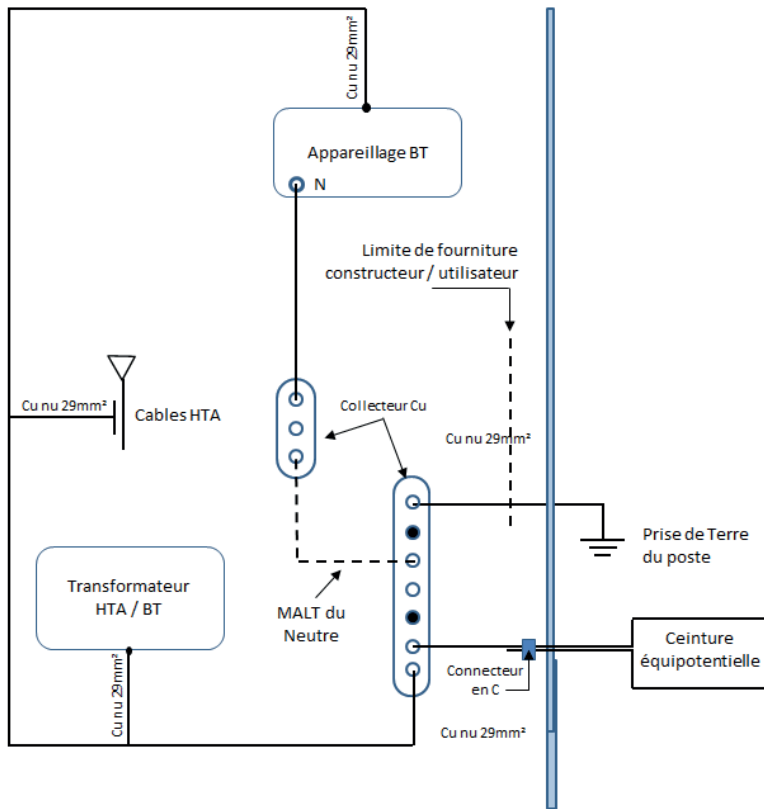 Cu nu 29mm²
Appareillage BT
N
Limite de fourniture
constructeur / utilisateur
Cu nu 29mm²
Cables HTA
Collecteur Cu
Cu nu 29mm²
Prise de Terre
du poste
Transformateur
HTA / BT
MALT du
Neutre
Ceinture
équipotentielle
Connecteur
en C
Cu nu 29mm²
Cu nu 29mm²